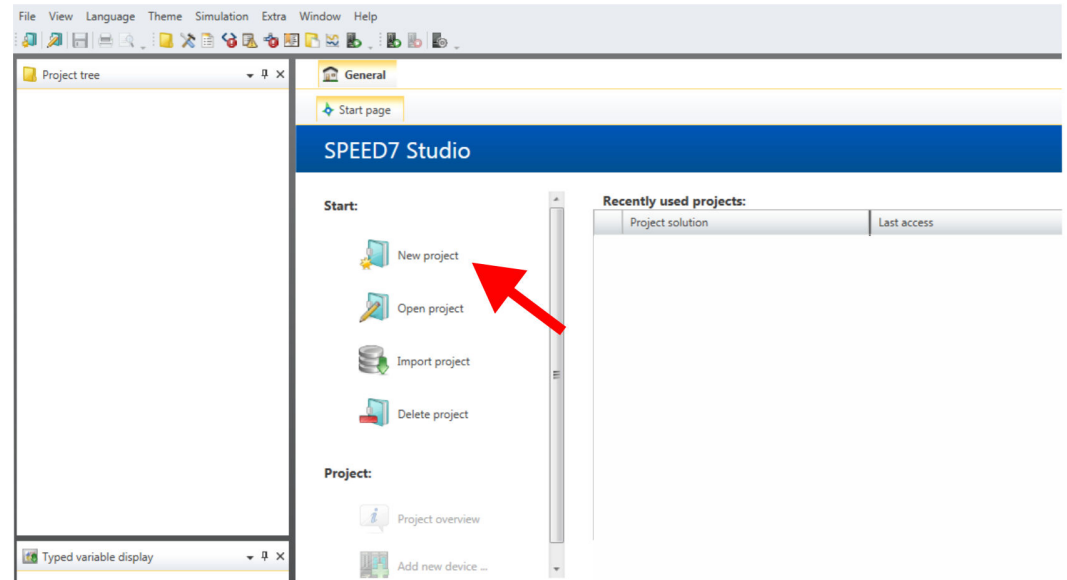 File View Language Theme Simulation Extra Window Help
Project tree
General
Start page
SPEED7 Studio
Start:
Recently used projects:
Project solution Last access
New project
Open project
Import project
Delete project
Project:
Project overview
Add new device ...
Typed variable display